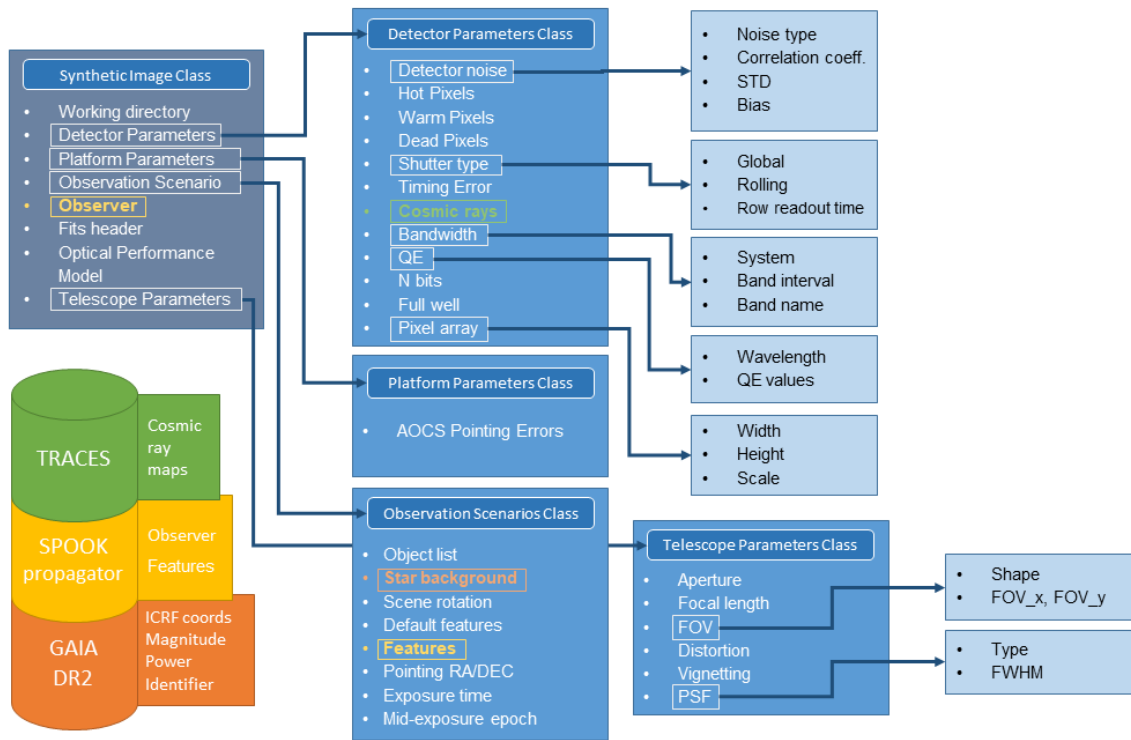 Synthetic Image Class
• Working directory
• Detector Parameters
• Platform Parameters
• Observation Scenario
• Observer
• Fits header
• Optical Performance
Model
• Telescope Parameters
Detector Parameters Class
• Detector noise
• Hot Pixels
• Warm Pixels
• Dead Pixels
• Shutter type
• Timing Error
• Cosmic rays
• Bandwidth
• QE
• N bits
• Full well
• Pixel array
• Noise type
• Correlation coeff.
• STD
• Bias
• Global
• Rolling
• Row readout time
• System
• Band interval
• Band name
• Wavelength
• QE values
• Width
• Height
• Scale
Platform Parameters Class
• AOCS Pointing Errors
Observation Scenarios Class
• Object list
• Star background
• Scene rotation
• Default features
• Features
• Pointing RA/DEC
• Exposure time
• Mid-exposure epoch
Telescope Parameters Class
• Aperture
• Focal length
• FOV
• Distortion
• Vignetting
• PSF
• Shape
• FOV_x, FOV_y
• Type
• FWHM
TRACES
Cosmic
ray
maps
SPOOK
propagator
Observer
Features
GAIA
DR2
ICRF coords
Magnitude
Power
Identifier